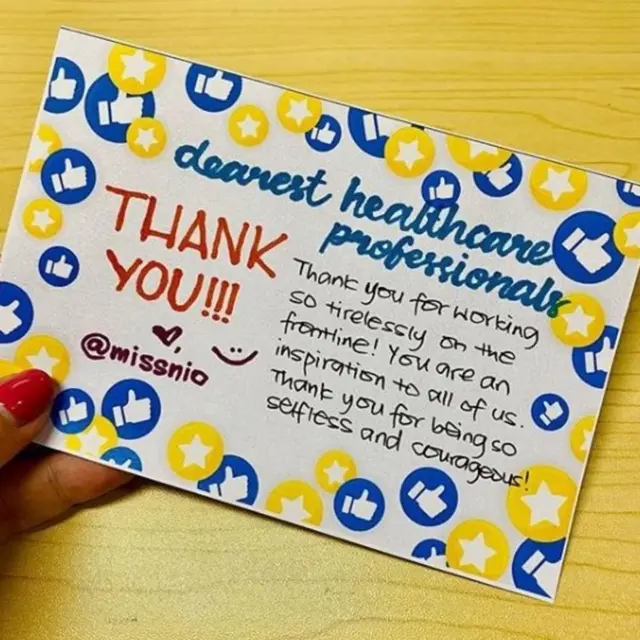 dearest healthcare
professionals
THANK
YOU!!!
♥,
@missnio
Thank you for working
so tirelessly on the
frontline! You are an
inspiration to all of us.
Thank you for being so
selfless and courageous!